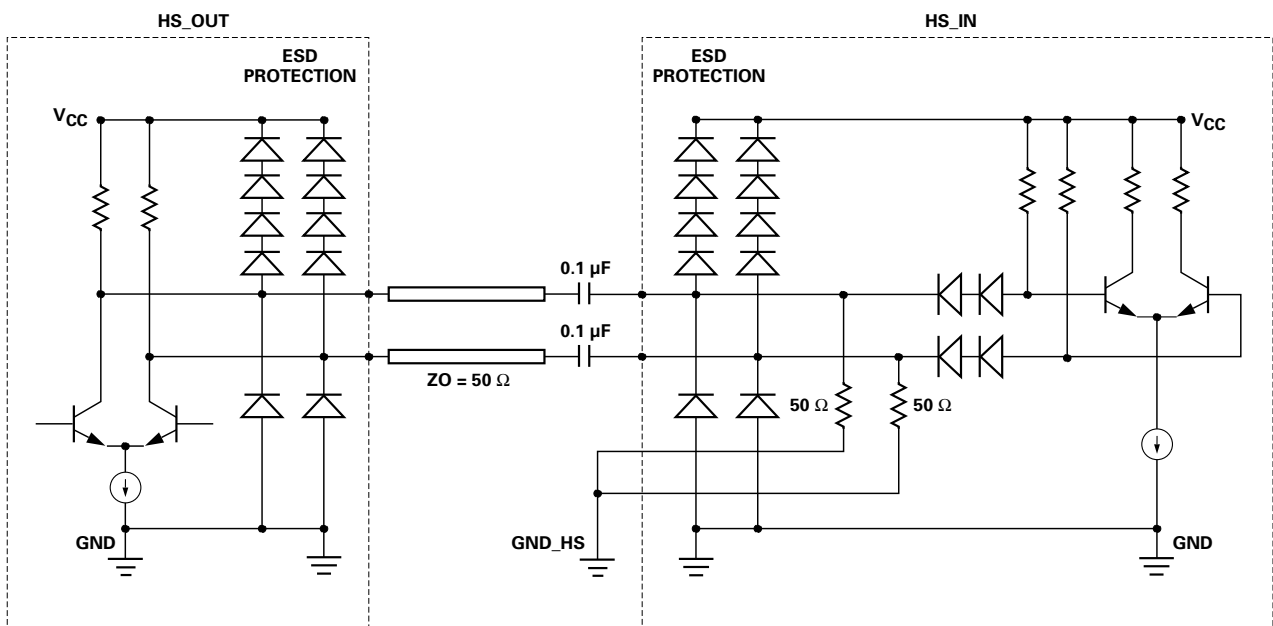 HS_OUT
HS_IN
ESD
PROTECTION
ESD
PROTECTION
VCC
VCC
0.1 µF
0.1 µF
ZO = 50 Ω
50 Ω
50 Ω
GND
GND_HS
GND